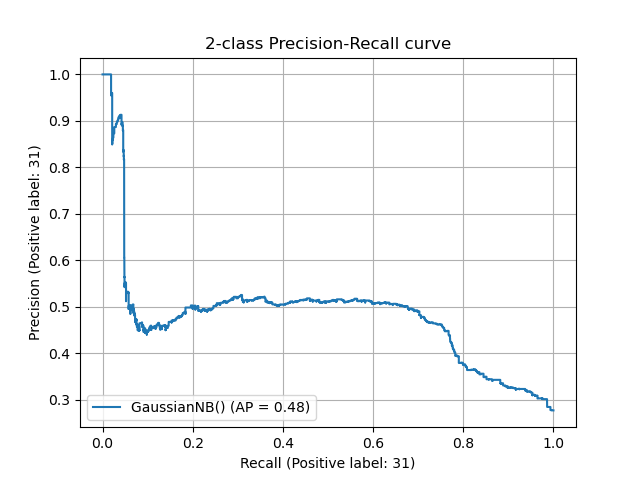 2-class Precision-Recall curve
1.0
0.9
0.8
0.7
0.6
0.5
0.4
0.3
Precision (Positive label: 31)
GaussianNB() (AP = 0.48)
0.0 0.2 0.4 0.6 0.8 1.0
Recall (Positive label: 31)